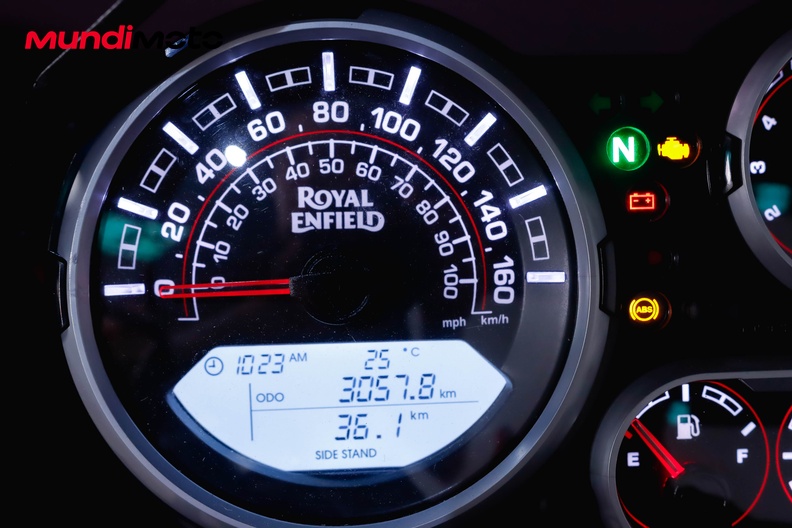 MUNDIMOTO
0 20 40 60 80 100 120 140 160
0 10 20 30 40 50 60 70 80 90 100
ROYAL
ENFIELD
mph km/h
10:23 AM 25 °C
ODO 3057.8 km
36.1 km
SIDE STAND
N
ABS
E F
2 3 4